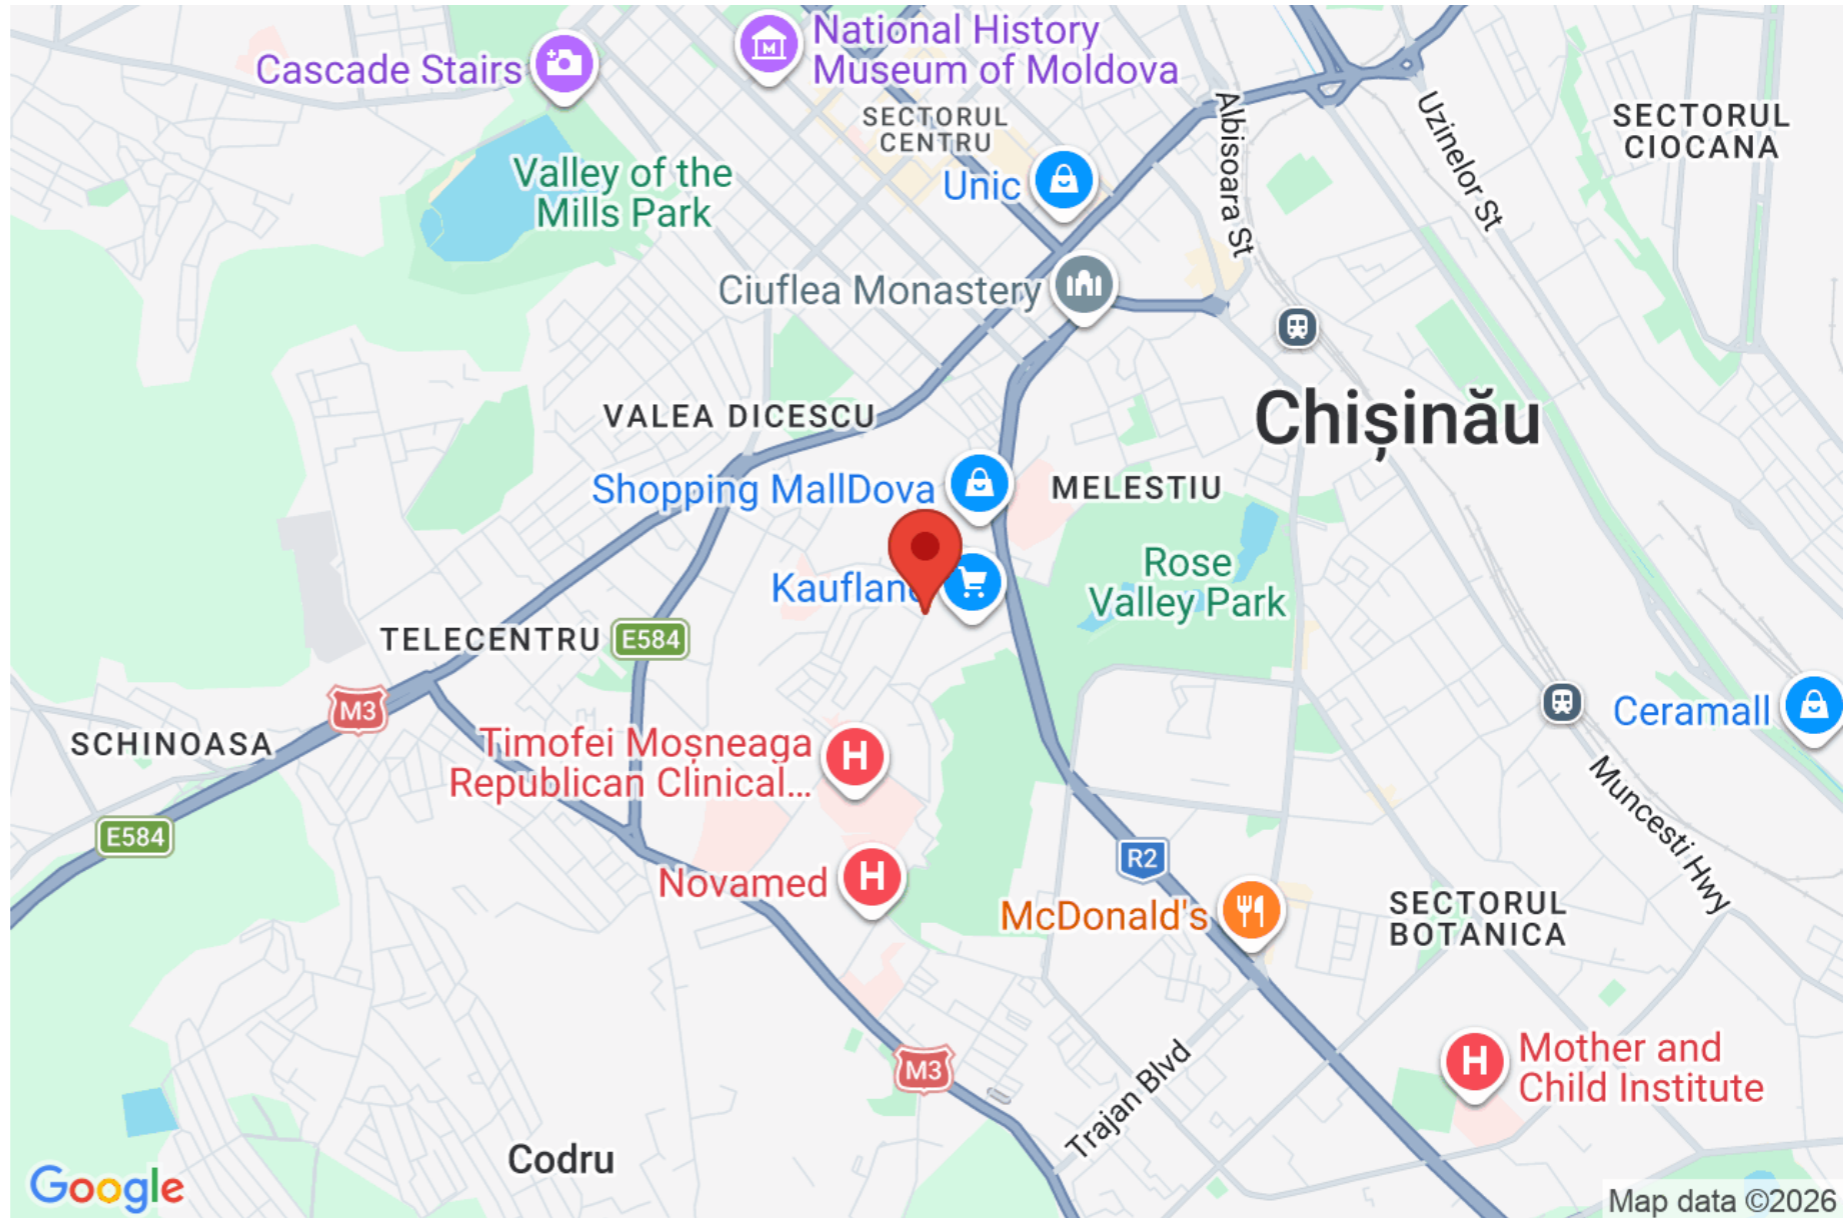 National History
Museum of Moldova
Cascade Stairs
SECTORUL
CENTRU
Albisoara St
Uzinelor St
SECTORUL
CIOCANA
Valley of the
Mills Park
Unic
Ciuflea Monastery
Chișinău
VALEA DICESCU
Shopping MallDova
MELESTIU
Rose
Valley Park
Kaufland
TELECENTRU
E584
M3
SCHINOASA
Ceramall
Timofei Moșneaga
Republican Clinical...
H
E584
Muncesti Hwy
R2
Novamed
H
McDonald's
SECTORUL
BOTANICA
M3
Trajan Blvd
H
Mother and
Child Institute
Codru
Google
Map data ©2026